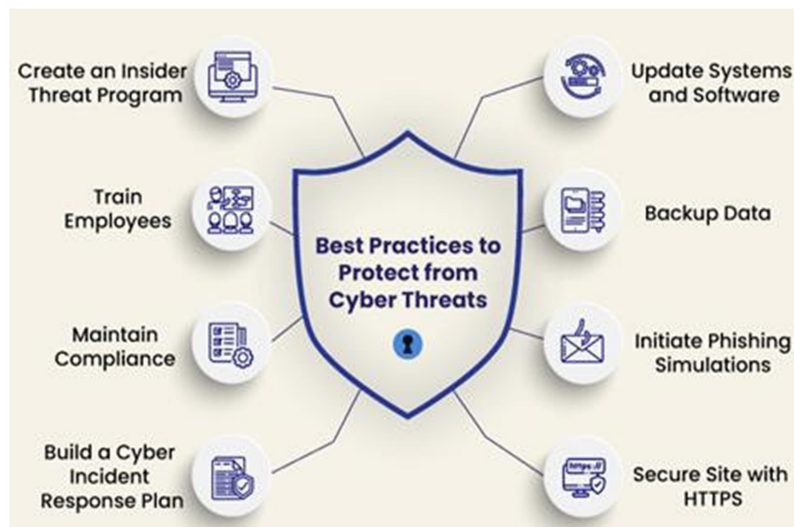 Create an Insider
Threat Program
Train
Employees
Maintain
Compliance
Build a Cyber
Incident
Response Plan
Best Practices to
Protect from
Cyber Threats
Update Systems
and Software
Backup Data
Initiate Phishing
Simulations
https://
Secure Site with
HTTPS